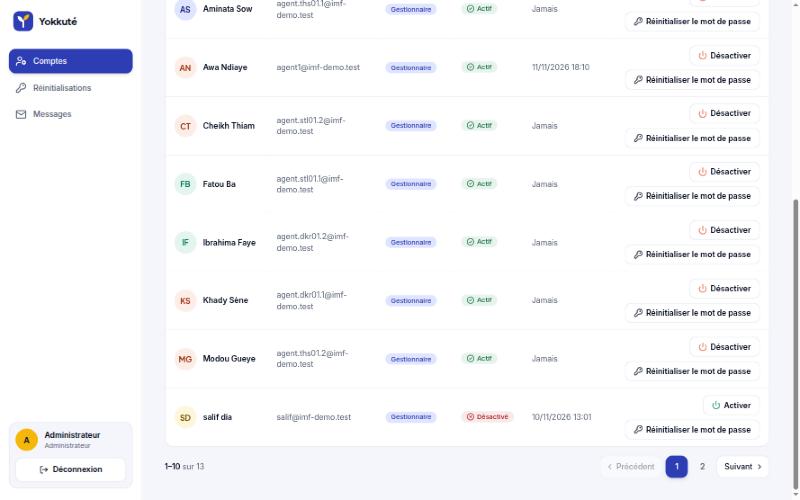 Yokkuté
Comptes
Réinitialisations
Messages
A
Administrateur
Administrateur
Déconnexion
AS
Aminata Sow
agent.ths01.1@imf-
demo.test
Gestionnaire
Actif
Jamais
Réinitialiser le mot de passe
AN
Awa Ndiaye
agent1@imf-demo.test
Gestionnaire
Actif
11/11/2026 18:10
Désactiver
Réinitialiser le mot de passe
CT
Cheikh Thiam
agent.stl01.2@imf-
demo.test
Gestionnaire
Actif
Jamais
Désactiver
Réinitialiser le mot de passe
FB
Fatou Ba
agent.stl01.1@imf-
demo.test
Gestionnaire
Actif
Jamais
Désactiver
Réinitialiser le mot de passe
IF
Ibrahima Faye
agent.dkr01.2@imf-
demo.test
Gestionnaire
Actif
Jamais
Désactiver
Réinitialiser le mot de passe
KS
Khady Sène
agent.dkr01.1@imf-
demo.test
Gestionnaire
Actif
Jamais
Désactiver
Réinitialiser le mot de passe
MG
Modou Gueye
agent.ths01.2@imf-
demo.test
Gestionnaire
Actif
Jamais
Désactiver
Réinitialiser le mot de passe
SD
salif dia
salif@imf-demo.test
Gestionnaire
Désactivé
10/11/2026 13:01
Activer
Réinitialiser le mot de passe
1–10 sur 13
Précédent
1
2
Suivant